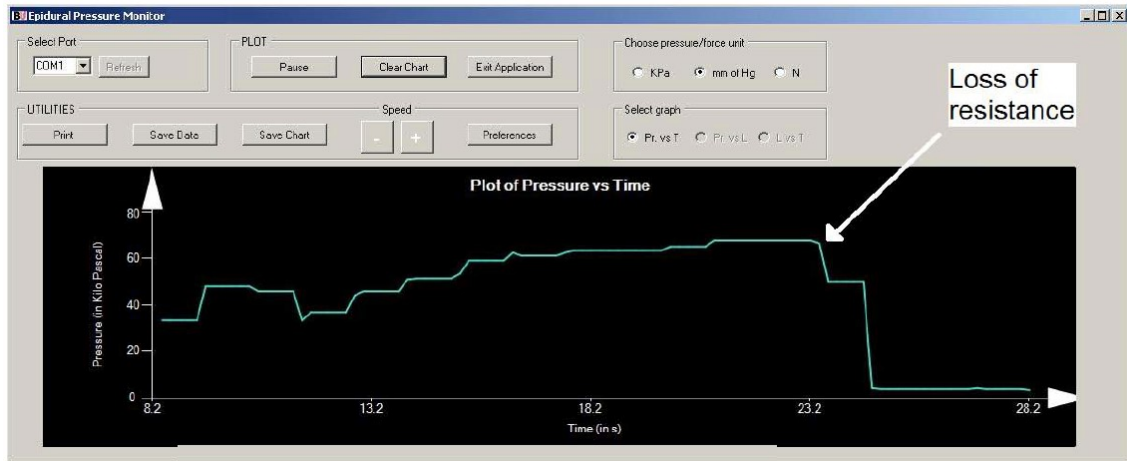 Epidural Pressure Monitor
Select Port
COM1
Refresh
PLOT
Pause
Clear Chart
Exit Application
Choose pressure/force unit
KPa
mm of Hg
N
Loss of
resistance
UTILITIES
Print
Save Data
Save Chart
Speed
-
+
Preferences
Select graph
Pr. vs T
Pr. vs L
L vs T
Plot of Pressure vs Time
Pressure (in Kilo Pascal)
80
60
40
20
0
8.2
13.2
18.2
23.2
28.2
Time (in s)